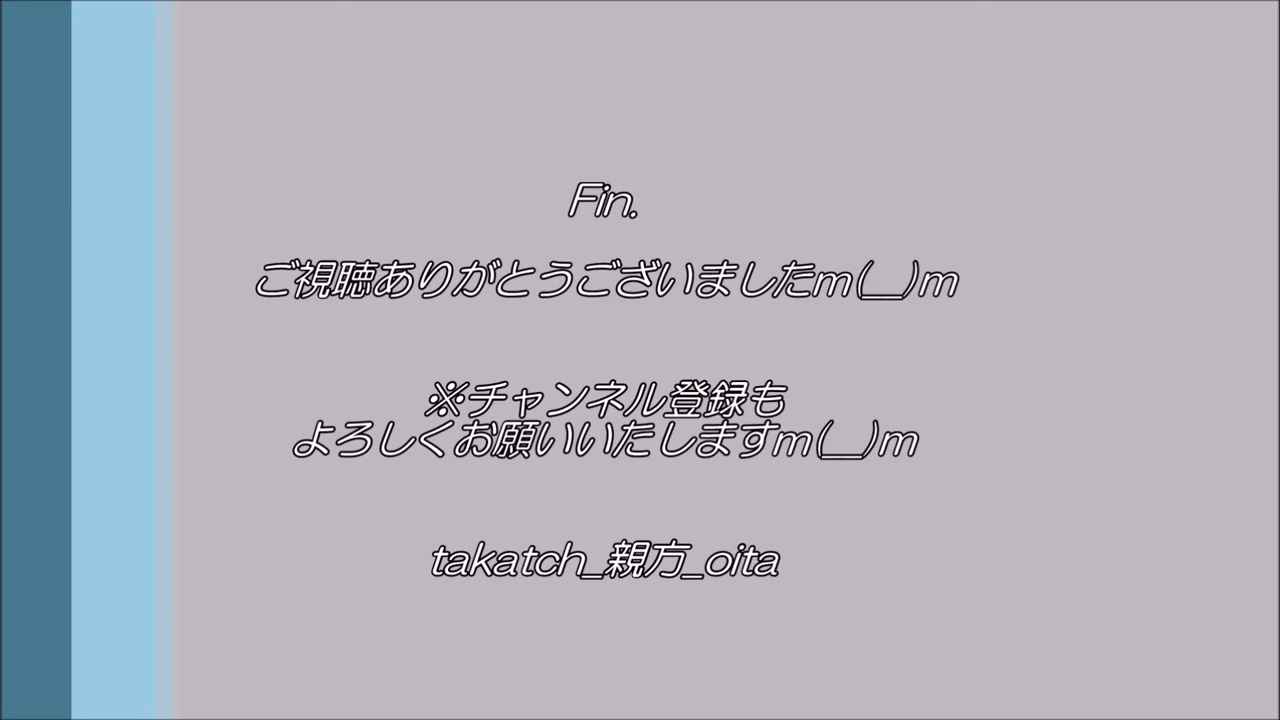 Fin.
ご視聴ありがとうございましたm(__)m
※チャンネル登録も
よろしくお願いいたしますm(__)m
takatch_親方_oita